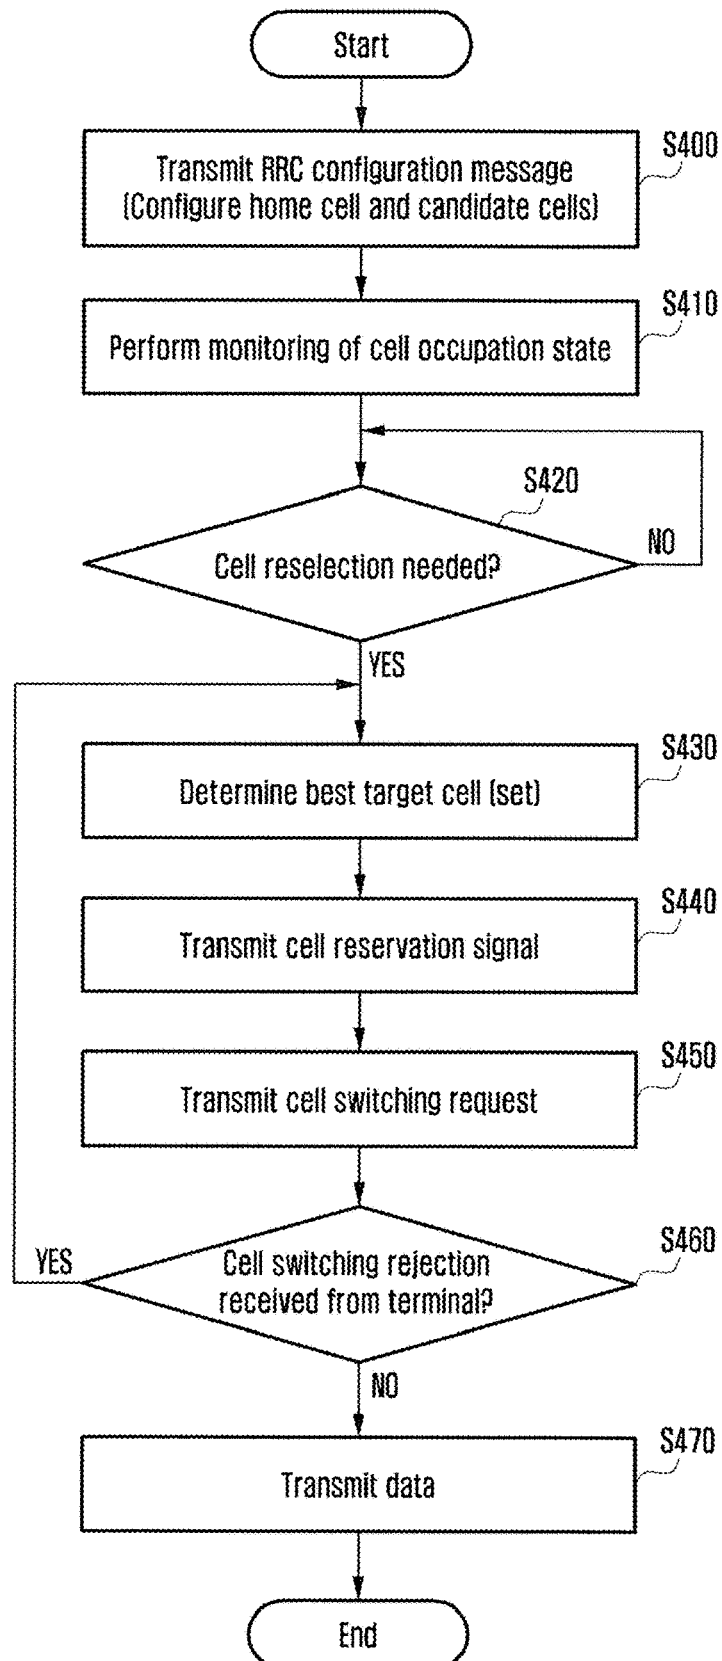 Start
S400
Transmit RRC configuration message
(Configure home cell and candidate cells)
S410
Perform monitoring of cell occupation state
S420
Cell reselection needed?
NO
YES
S430
Determine best target cell (set)
S440
Transmit cell reservation signal
S450
Transmit cell switching request
S460
YES
Cell switching rejection
received from terminal?
NO
S470
Transmit data
End